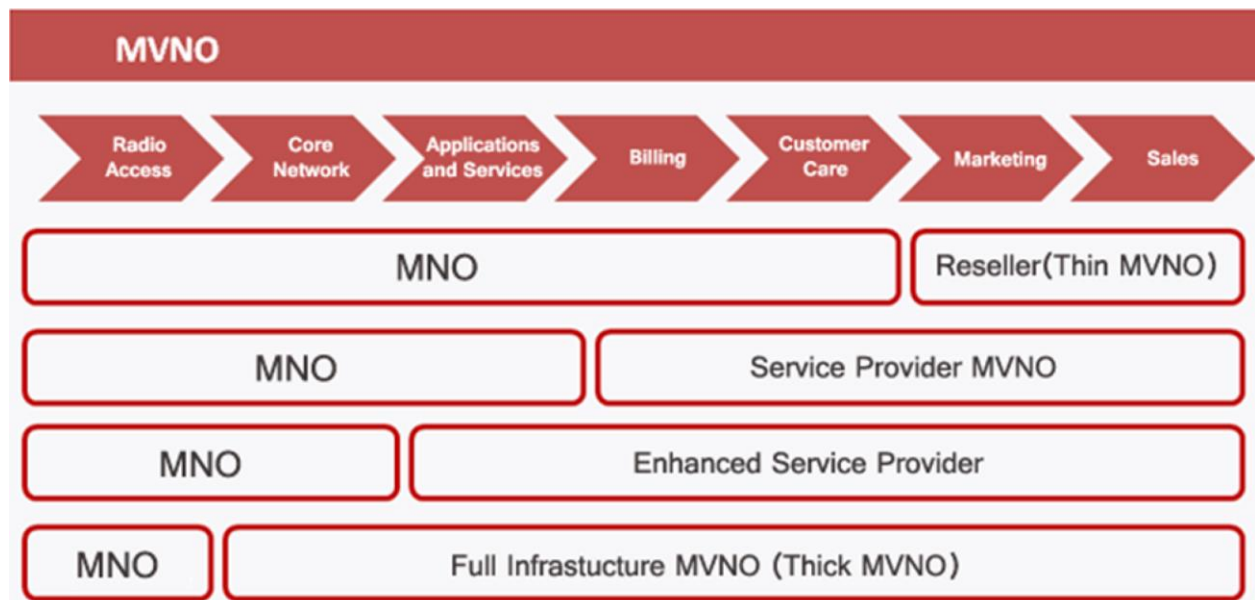 MVNO
Radio
Access
Core
Network
Applications
and Services
Billing
Customer
Care
Marketing
Sales
MNO
Reseller(Thin MVNO)
MNO
Service Provider MVNO
MNO
Enhanced Service Provider
MNO
Full Infrastucture MVNO (Thick MVNO)